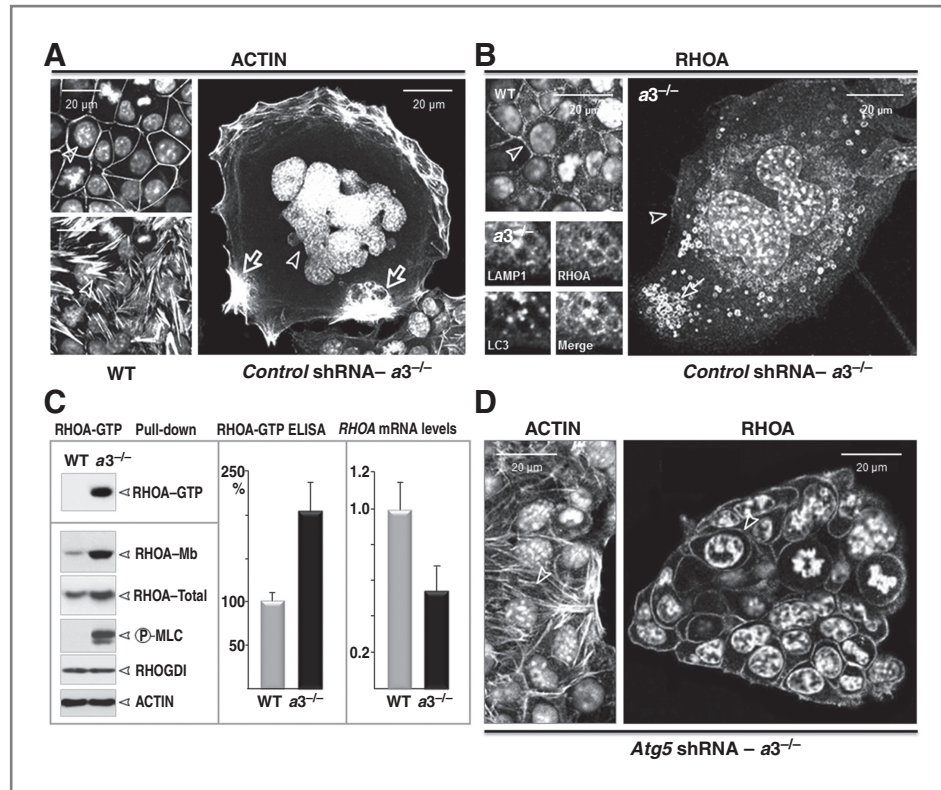 A
ACTIN
20 µm
20 µm
WT
Control shRNA– a3–/–
B
RHOA
WT
20 µm
a3–/–
20 µm
a3–/–
LAMP1
RHOA
LC3
Merge
Control shRNA– a3–/–
C
RHOA-GTP Pull-down
WT a3–/–
RHOA–GTP
RHOA–Mb
RHOA–Total
Ⓟ-MLC
RHOGDI
ACTIN
RHOA-GTP ELISA
250
%
100
50
WT a3–/–
RHOA mRNA levels
1.2
1.0
0.2
WT a3–/–
D
ACTIN
20 µm
RHOA
20 µm
Atg5 shRNA – a3–/–